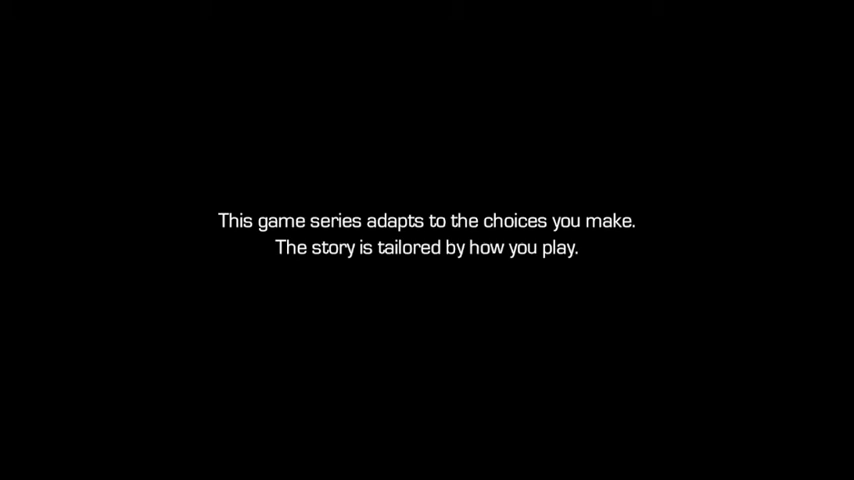 This game series adapts to the choices you make.
The story is tailored by how you play.